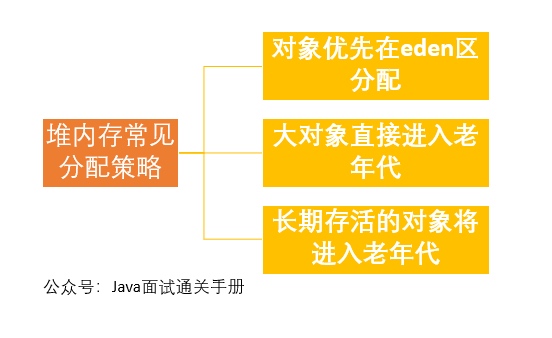 堆内存常见
分配策略
对象优先在eden区
分配
大对象直接进入老
年代
长期存活的对象将
进入老年代
公众号：Java面试通关手册